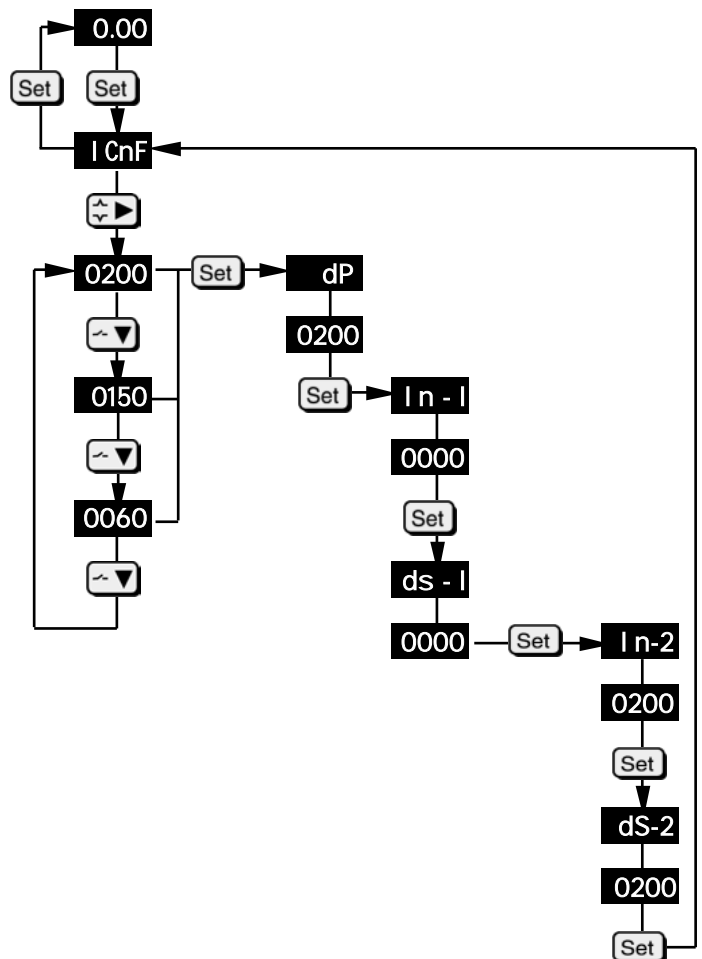 0.00
Set
Set
I CnF
0200
Set
dP
0200
0150
Set
In-I
0000
0060
Set
ds-I
0000
Set
In-2
0200
Set
dS-2
0200
Set